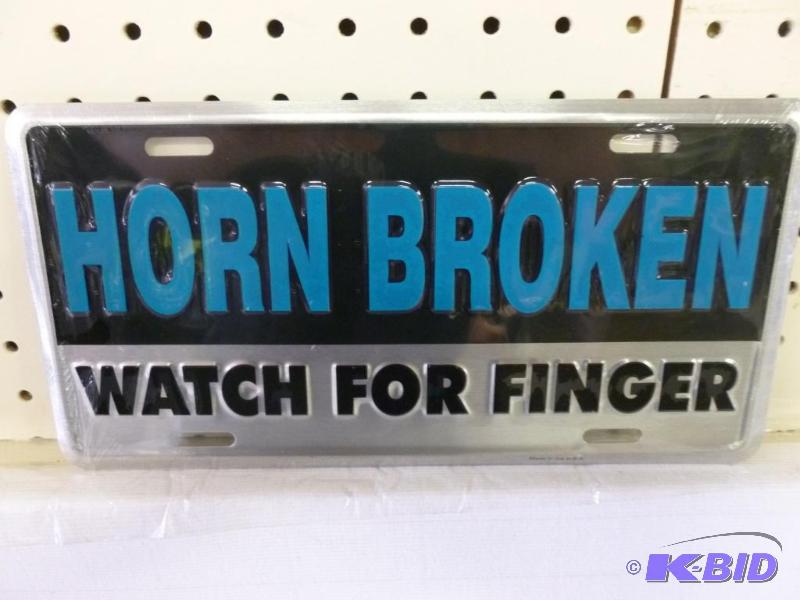 HORN BROKEN
WATCH FOR FINGER
© K-BID